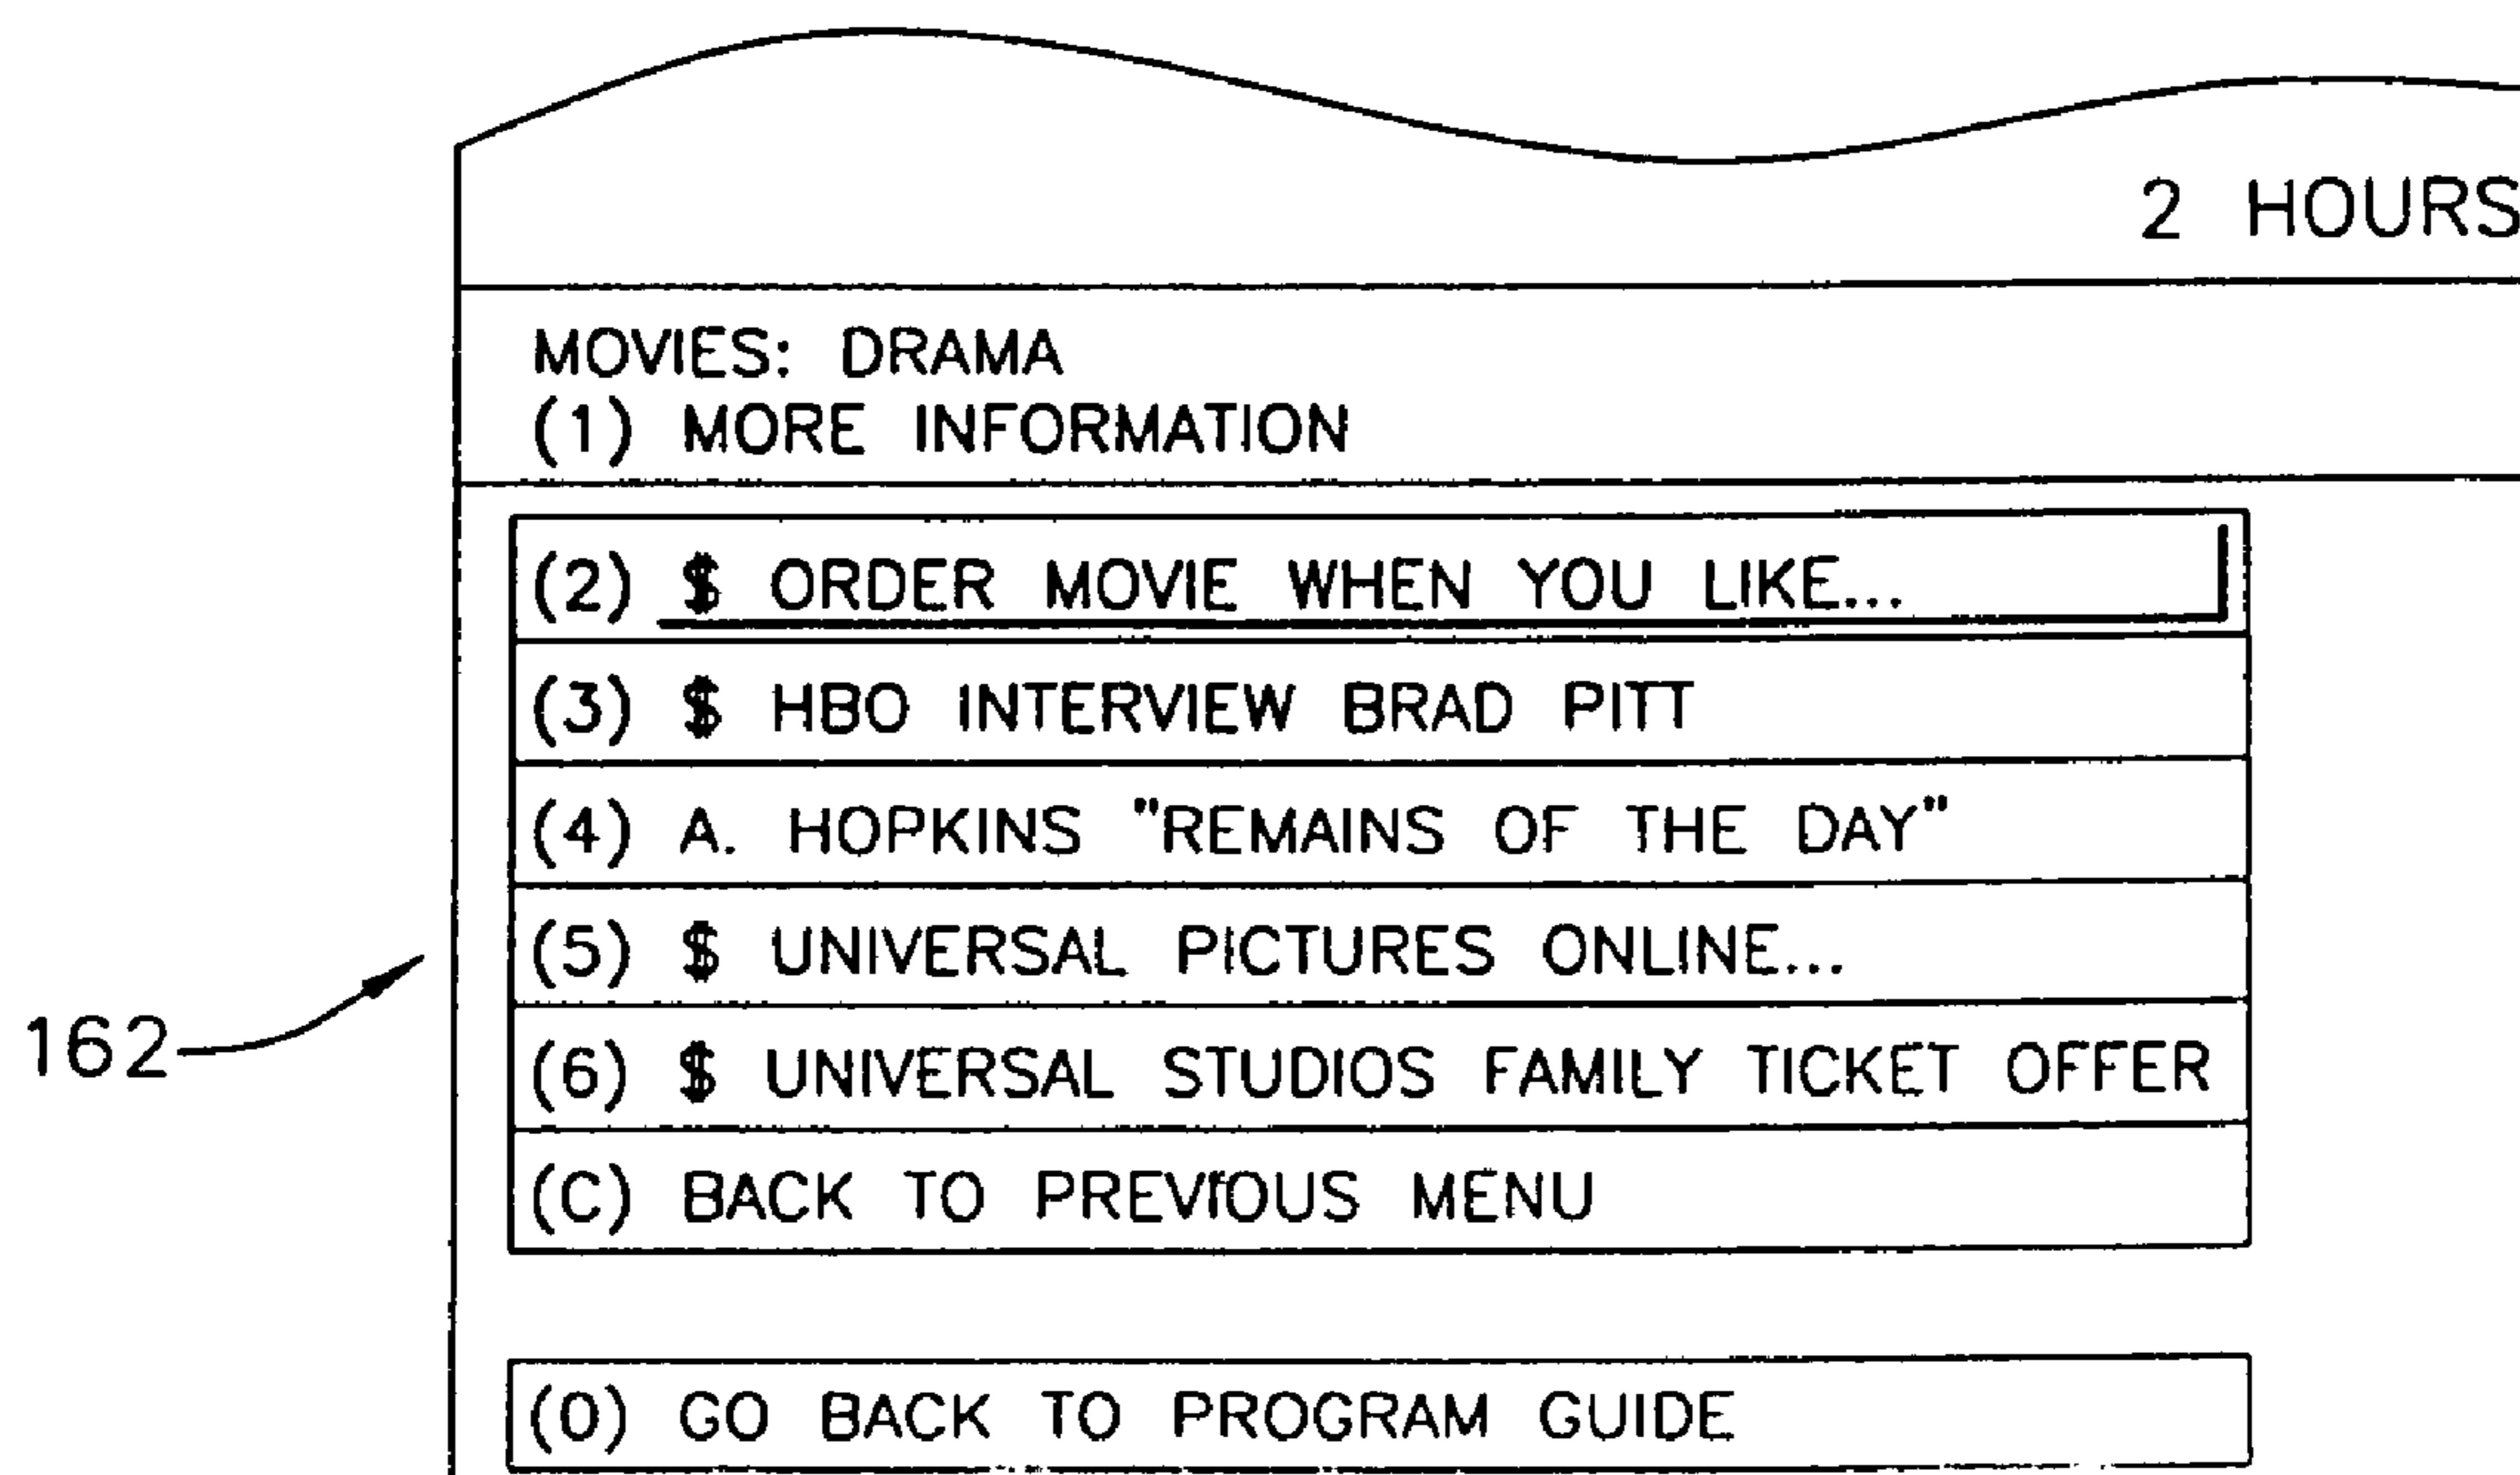 2 HOURS
MOVIES: DRAMA
(1) MORE INFORMATION
(2) $ ORDER MOVIE WHEN YOU LIKE...
(3) $ HBO INTERVIEW BRAD PITT
(4) A. HOPKINS "REMAINS OF THE DAY"
(5) $ UNIVERSAL PICTURES ONLINE...
162
(6) $ UNIVERSAL STUDIOS FAMILY TICKET OFFER
(C) BACK TO PREVIOUS MENU
(0) GO BACK TO PROGRAM GUIDE